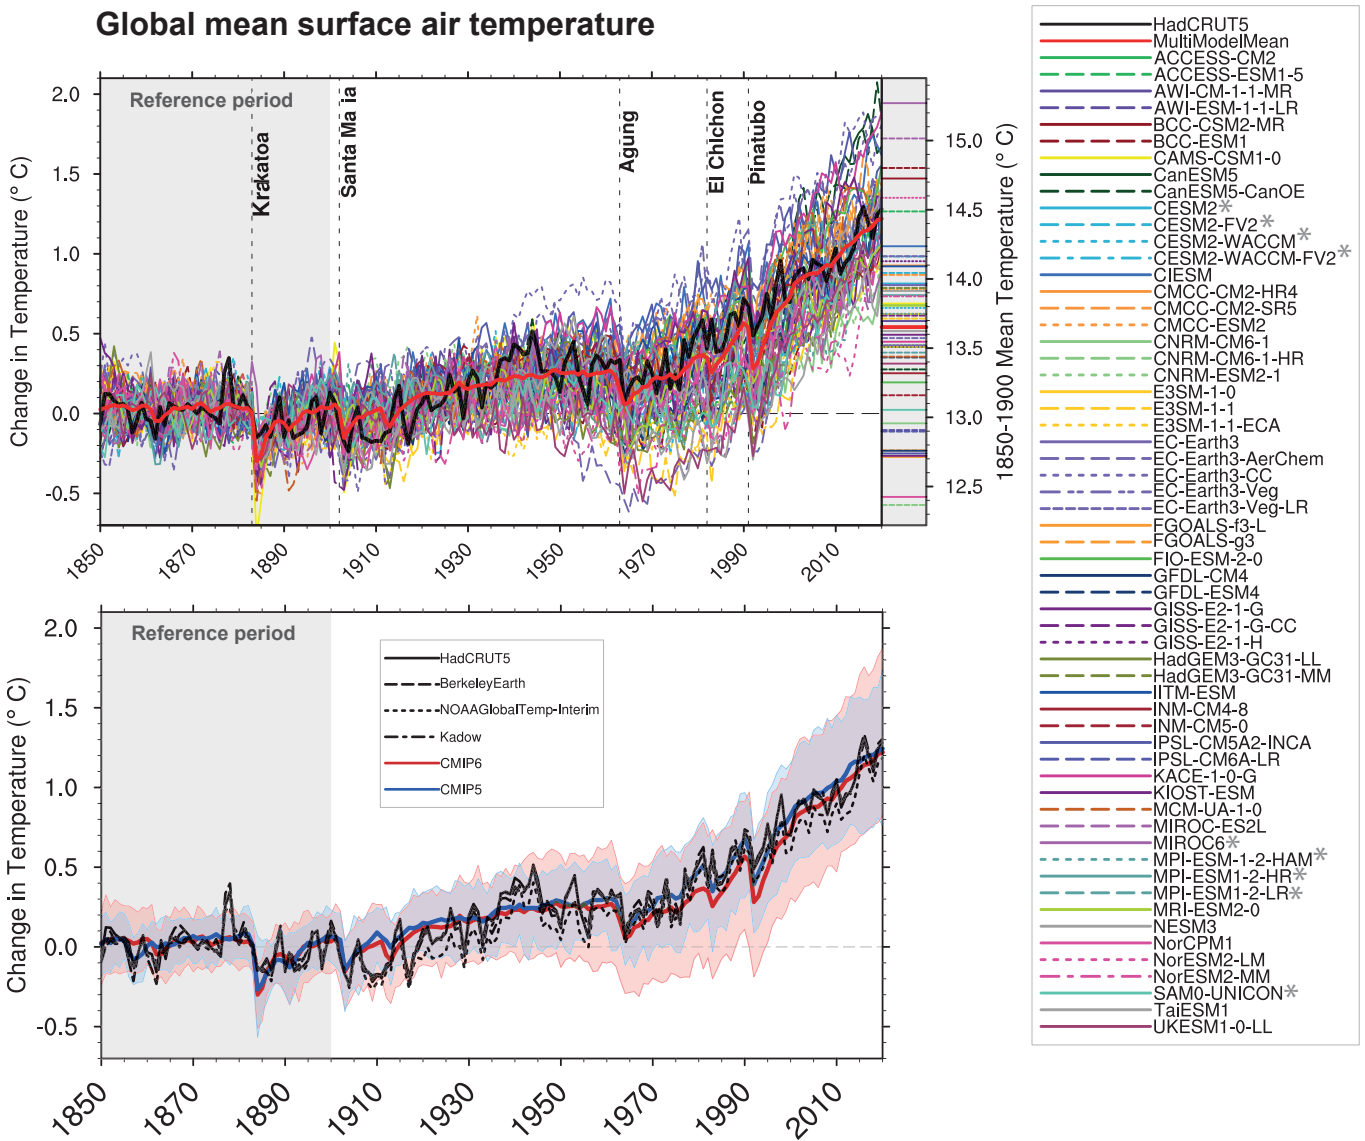 Global mean surface air temperature
Reference period
Krakatoa
Santa Ma ia
Agung
El Chichon
Pinatubo
Change in Temperature (° C)
2.0
1.5
1.0
0.5
0.0
-0.5
1850
1870
1890
1910
1930
1950
1970
1990
2010
15.0
14.5
14.0
13.5
13.0
12.5
1850-1900 Mean Temperature (° C)
Reference period
HadCRUT5
BerkeleyEarth
NOAAGlobalTemp-Interim
Kadow
CMIP6
CMIP5
Change in Temperature (° C)
2.0
1.5
1.0
0.5
0.0
-0.5
1850
1870
1890
1910
1930
1950
1970
1990
2010
HadCRUT5
MultiModelMean
ACCESS-CM2
ACCESS-ESM1-5
AWI-CM-1-1-MR
AWI-ESM-1-1-LR
BCC-CSM2-MR
BCC-ESM1
CAMS-CSM1-0
CanESM5
CanESM5-CanOE
CESM2*
CESM2-FV2*
CESM2-WACCM*
CESM2-WACCM-FV2*
CIESM
CMCC-CM2-HR4
CMCC-CM2-SR5
CMCC-ESM2
CNRM-CM6-1
CNRM-CM6-1-HR
CNRM-ESM2-1
E3SM-1-0
E3SM-1-1
E3SM-1-1-ECA
EC-Earth3
EC-Earth3-AerChem
EC-Earth3-CC
EC-Earth3-Veg
EC-Earth3-Veg-LR
FGOALS-f3-L
FGOALS-g3
FIO-ESM-2-0
GFDL-CM4
GFDL-ESM4
GISS-E2-1-G
GISS-E2-1-G-CC
GISS-E2-1-H
HadGEM3-GC31-LL
HadGEM3-GC31-MM
IITM-ESM
INM-CM4-8
INM-CM5-0
IPSL-CM5A2-INCA
IPSL-CM6A-LR
KACE-1-0-G
KIOST-ESM
MCM-UA-1-0
MIROC-ES2L
MIROC6*
MPI-ESM-1-2-HAM*
MPI-ESM1-2-HR*
MPI-ESM1-2-LR*
MRI-ESM2-0
NESM3
NorCPM1
NorESM2-LM
NorESM2-MM
SAM0-UNICON*
TaiESM1
UKESM1-0-LL